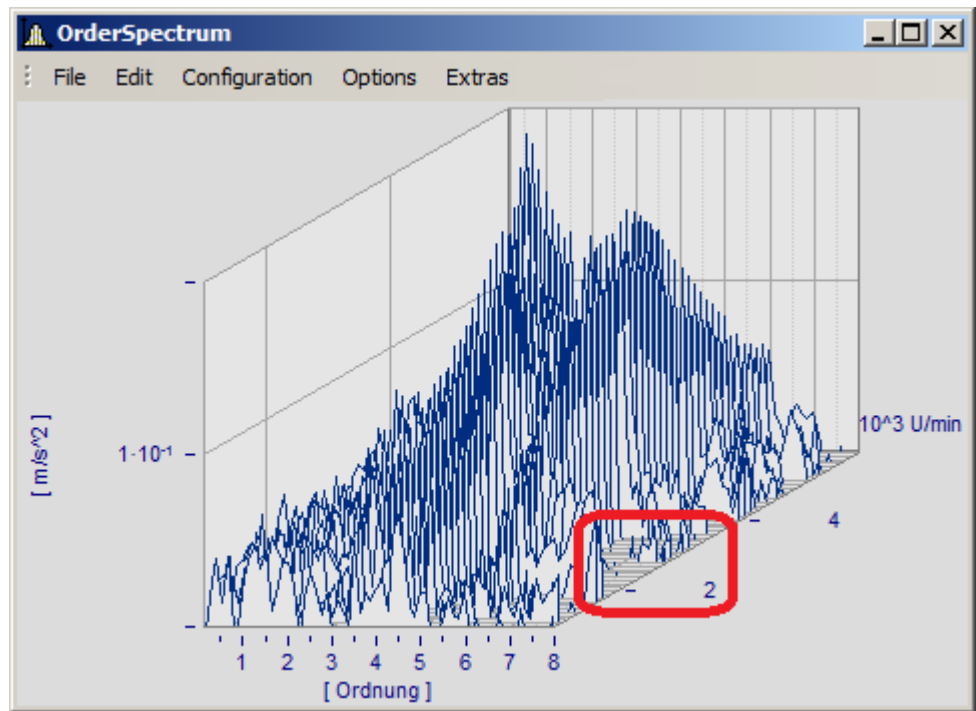 OrderSpectrum
File Edit Configuration Options Extras
[ m/s^2 ]
1·10⁻¹
10^3 U/min
4
2
1 2 3 4 5 6 7 8
[ Ordnung ]